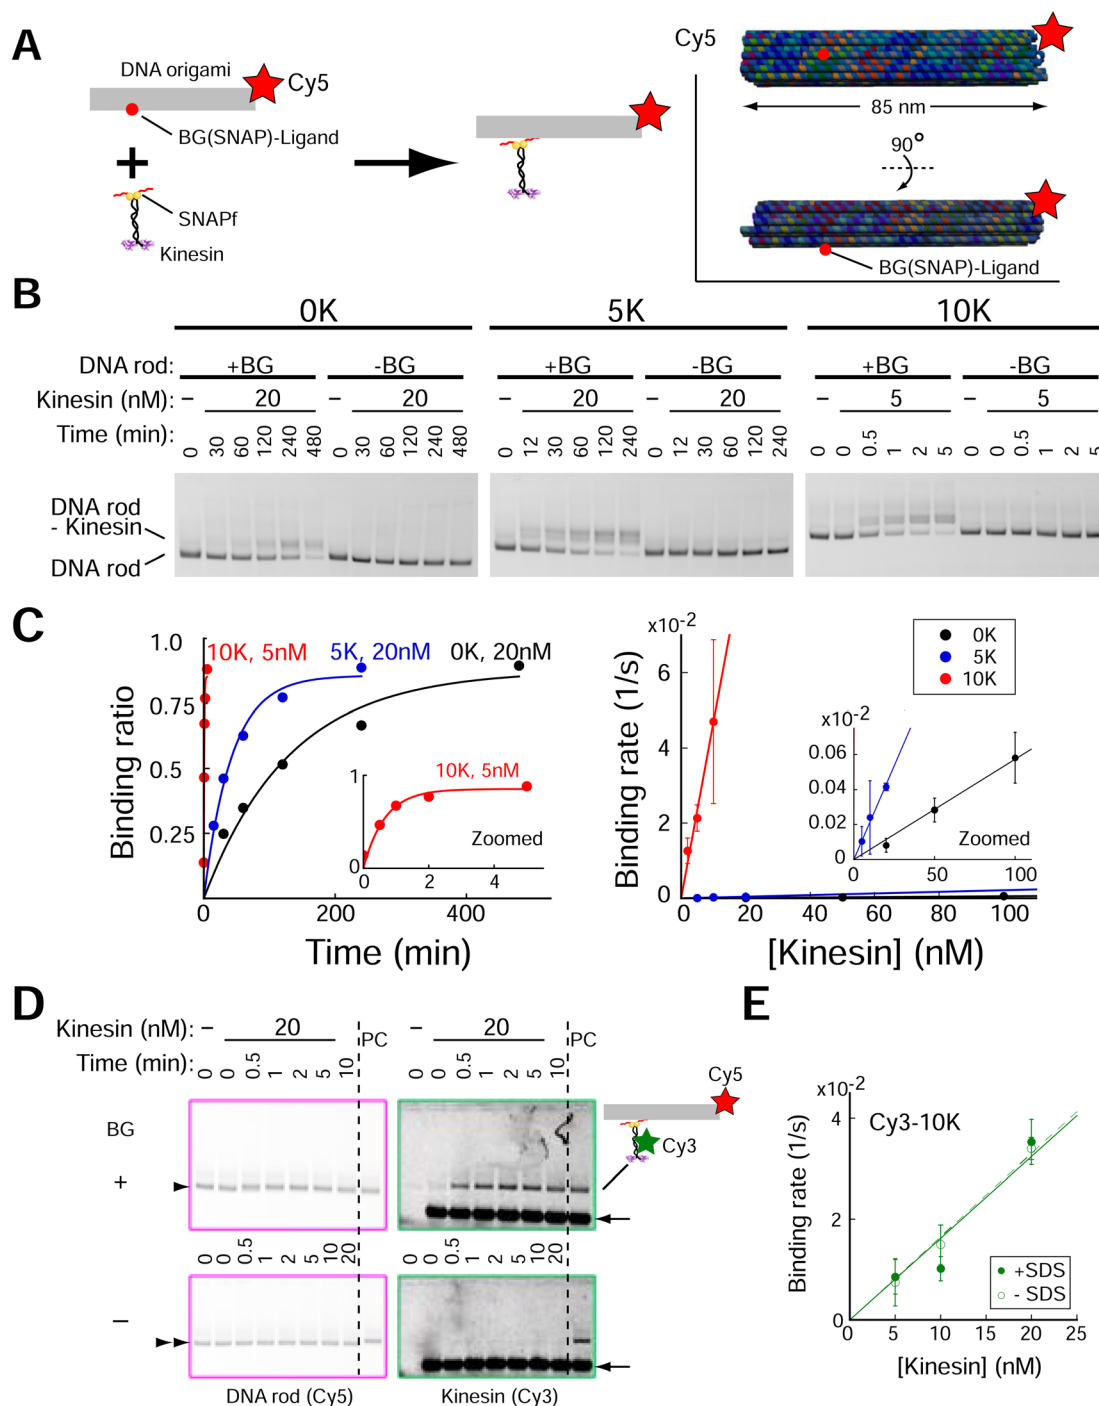 A
DNA origami
Cy5
BG(SNAP)-Ligand
+
SNAPf
Kinesin
Cy5
85 nm
90°
BG(SNAP)-Ligand
B
0K 5K 10K
DNA rod: +BG -BG +BG -BG +BG -BG
Kinesin (nM): – 20 – 20 – 20 – 20 – 5 – 5
Time (min): 0 30 60 120 240 480 0 30 60 120 240 480 0 12 30 60 120 240 0 12 30 60 120 240 0 0 0.5 1 2 5 0 0 0.5 1 2 5
DNA rod
- Kinesin
DNA rod
C
Binding ratio
1.0
0.75
0.5
0.25
0 200 400
Time (min)
10K, 5nM 5K, 20nM 0K, 20nM
10K, 5nM
1
0
Zoomed
0 2 4
x10-2
Binding rate (1/s)
6
4
2
0
0 20 40 60 80 100
[Kinesin] (nM)
0K
5K
10K
x10-2
0.06
0.04
0.02
0
Zoomed
0 50 100
D
Kinesin (nM): – 20 PC – 20 PC
Time (min): 0 0 0.5 1 2 5 10 0 0 0.5 1 2 5 10
BG
+
Cy5
Cy3
0 0 0.5 1 2 5 10 20 0 0 0.5 1 2 5 10 20
–
DNA rod (Cy5) Kinesin (Cy3)
E
x10-2
Binding rate (1/s)
4
2
0
Cy3-10K
+SDS
- SDS
0 5 10 15 20 25
[Kinesin] (nM)